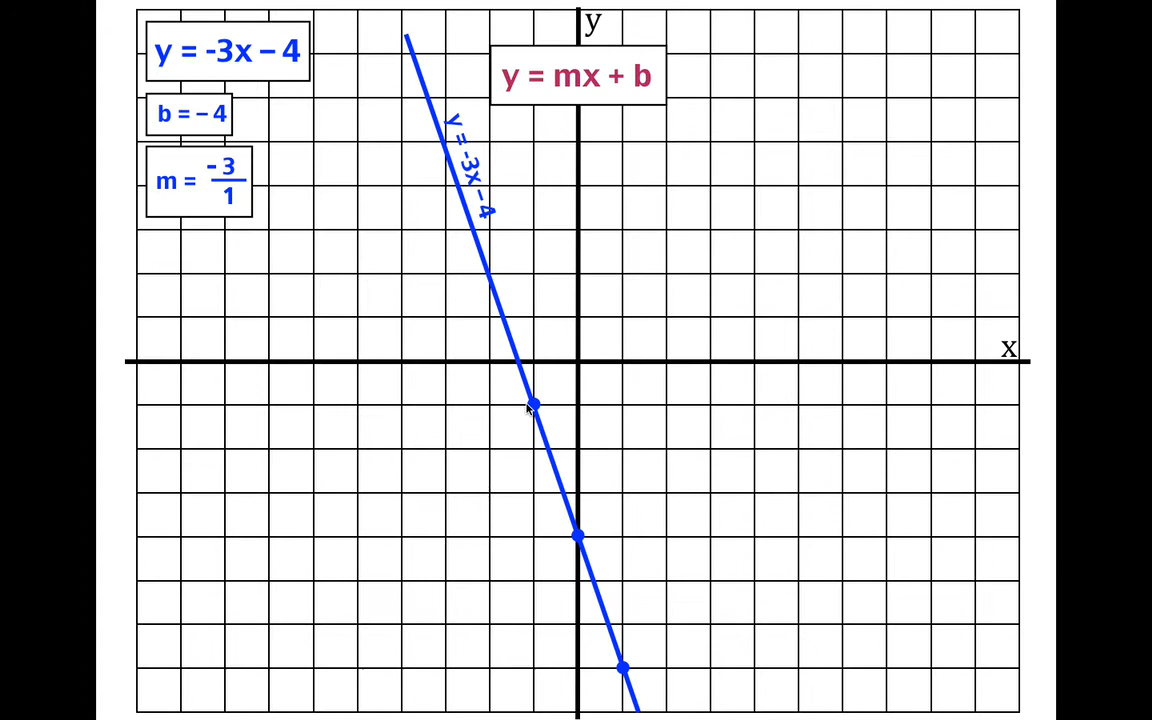 y
y = -3x – 4
y = mx + b
b = – 4
m = -3/1
y = -3x – 4
x